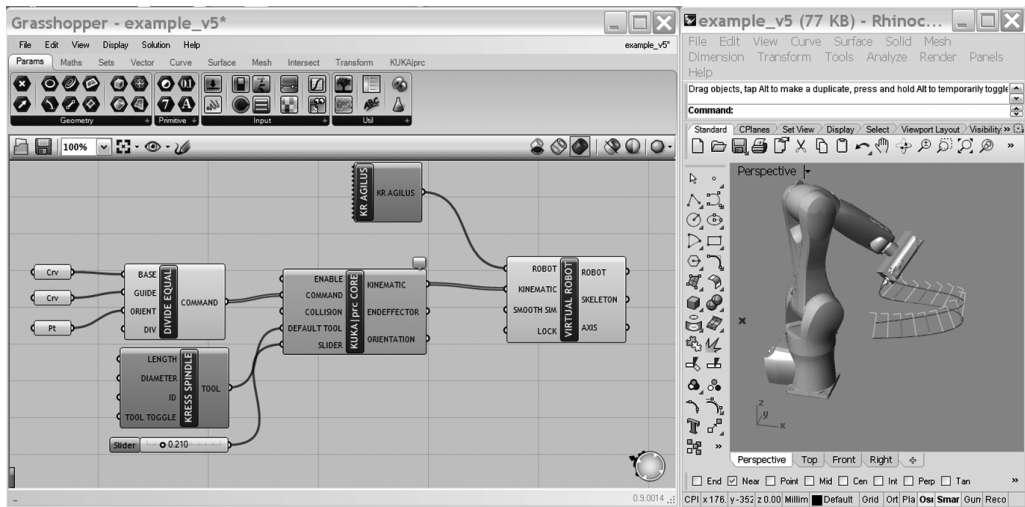 Grasshopper - example_v5*
File Edit View Display Solution Help example_v5*
Params Maths Sets Vector Curve Surface Mesh Intersect Transform KUKA|prc
Geometry Primitive Input Util
100%
KR AGILUS
KR AGILUS
Crv
Crv
Pt
BASE
GUIDE
ORIENT
DIV
DIVIDE EQUAL
COMMAND
ENABLE
COMMAND
COLLISION
DEFAULT TOOL
SLIDER
KUKA|prc CORE
KINEMATIC
ENDEFFECTOR
ORIENTATION
ROBOT
KINEMATIC
SMOOTH SIM
LOCK
VIRTUAL ROBOT
ROBOT
SKELETON
AXIS
LENGTH
DIAMETER
ID
TOOL TOGGLE
KRESS SPINDLE
TOOL
Slider 0.210
0.9.0014
example_v5 (77 KB) - Rhinoc...
File Edit View Curve Surface Solid Mesh
Dimension Transform Tools Analyze Render Panels
Help
Drag objects, tap Alt to make a duplicate, press and hold Alt to temporarily toggle
Command:
Standard CPlanes Set View Display Select Viewport Layout Visibility »
»
Perspective
z
y
x
»
Perspective Top Front Right
End Near Point Mid Cen Int Perp Tan »
CPl x 176. y -352 z 0.00 Millim Default Grid Ort Pla Osı Smar Gun Reco